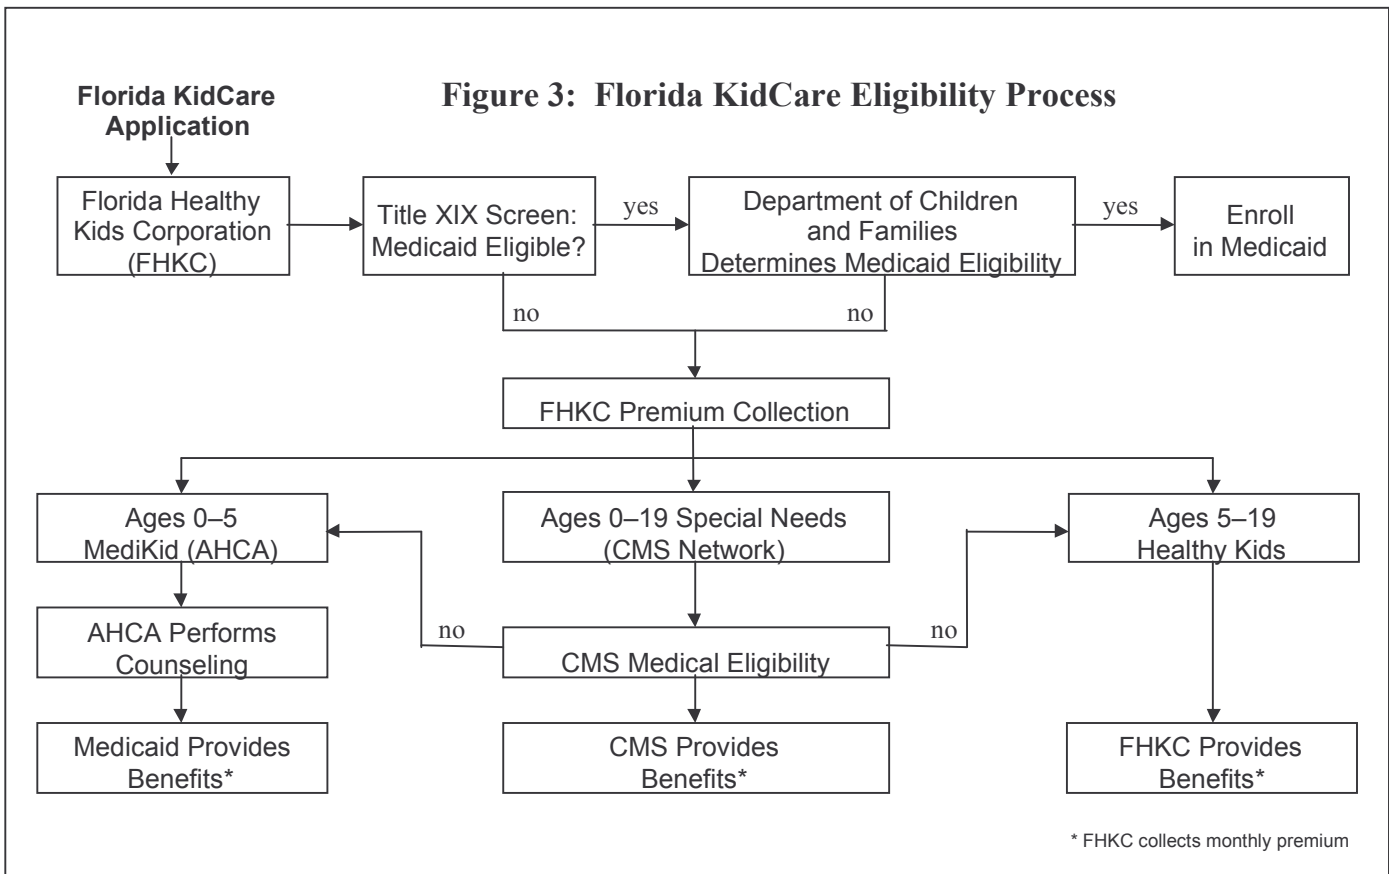 Florida KidCare
Application
Figure 3: Florida KidCare Eligibility Process
Florida Healthy
Kids Corporation
(FHKC)
Title XIX Screen:
Medicaid Eligible?
yes
Department of Children
and Families
Determines Medicaid Eligibility
yes
Enroll
in Medicaid
no
no
FHKC Premium Collection
Ages 0–5
MediKid (AHCA)
Ages 0–19 Special Needs
(CMS Network)
Ages 5–19
Healthy Kids
AHCA Performs
Counseling
no
CMS Medical Eligibility
no
Medicaid Provides
Benefits*
CMS Provides
Benefits*
FHKC Provides
Benefits*
* FHKC collects monthly premium